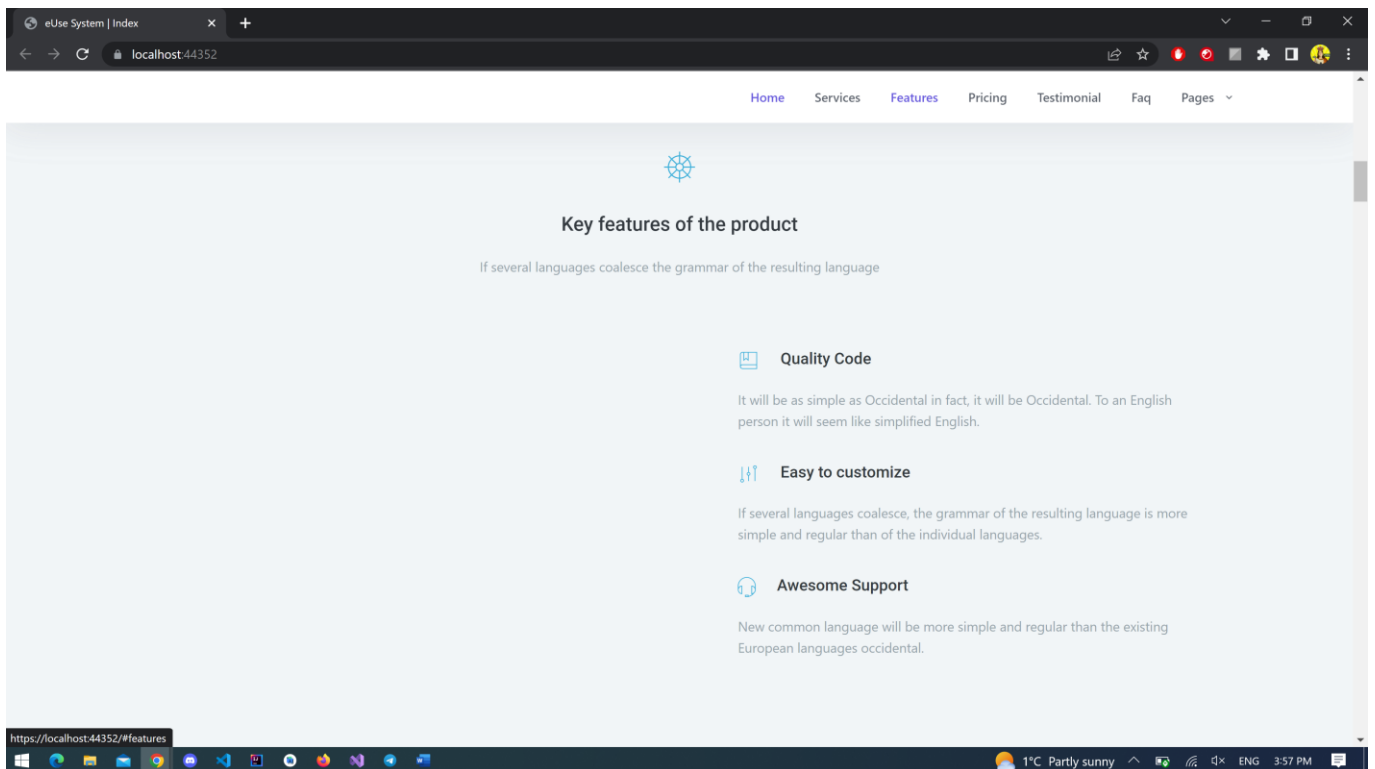 eUse System | Index
localhost:44352
Home Services Features Pricing Testimonial Faq Pages
Key features of the product
If several languages coalesce the grammar of the resulting language
Quality Code
It will be as simple as Occidental in fact, it will be Occidental. To an English
person it will seem like simplified English.
Easy to customize
If several languages coalesce, the grammar of the resulting language is more
simple and regular than of the individual languages.
Awesome Support
New common language will be more simple and regular than the existing
European languages occidental.
https://localhost:44352/#features
1°C Partly sunny ENG 3:57 PM